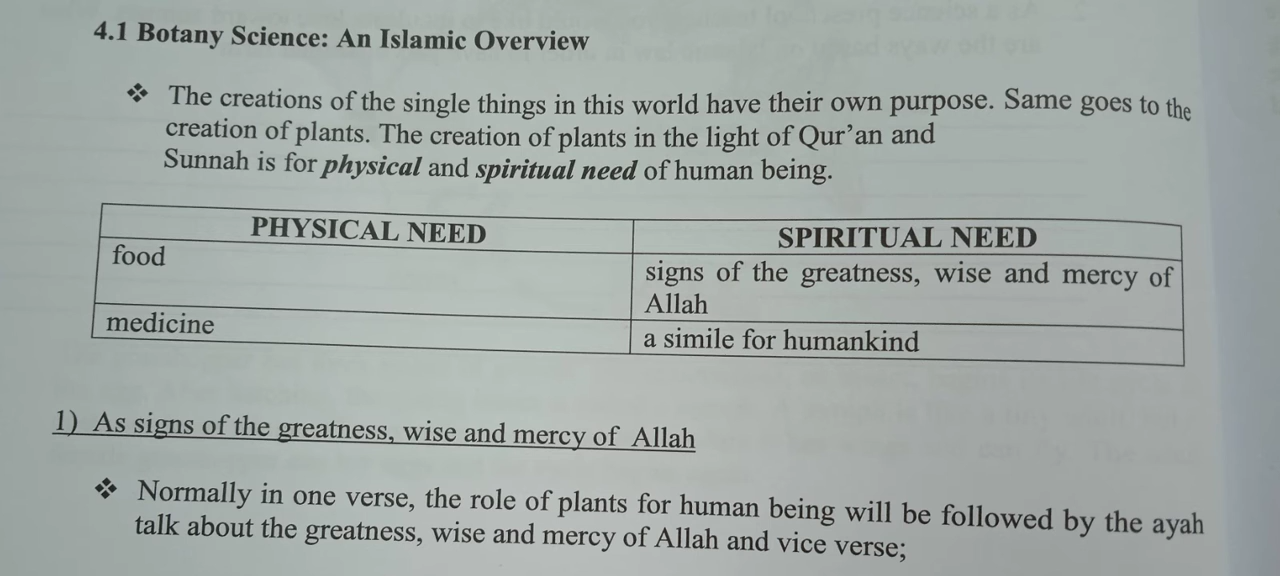 4.1 Botany Science: An Islamic Overview
❖ The creations of the single things in this world have their own purpose. Same goes to the
creation of plants. The creation of plants in the light of Qur’an and
Sunnah is for physical and spiritual need of human being.
PHYSICAL NEED SPIRITUAL NEED
food
signs of the greatness, wise and mercy of
Allah
medicine
a simile for humankind
1) As signs of the greatness, wise and mercy of Allah
❖ Normally in one verse, the role of plants for human being will be followed by the ayah
talk about the greatness, wise and mercy of Allah and vice verse;